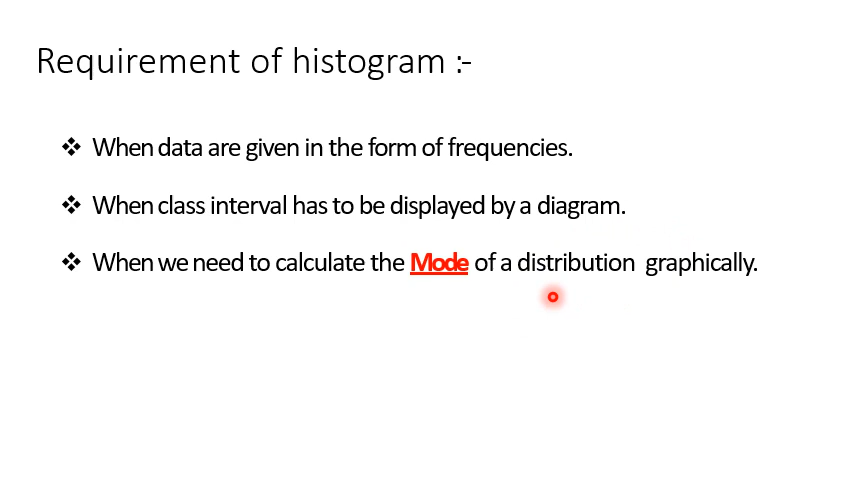 Requirement of histogram :-
❖ When data are given in the form of frequencies.
❖ When class interval has to be displayed by a diagram.
❖ When we need to calculate the Mode of a distribution graphically.